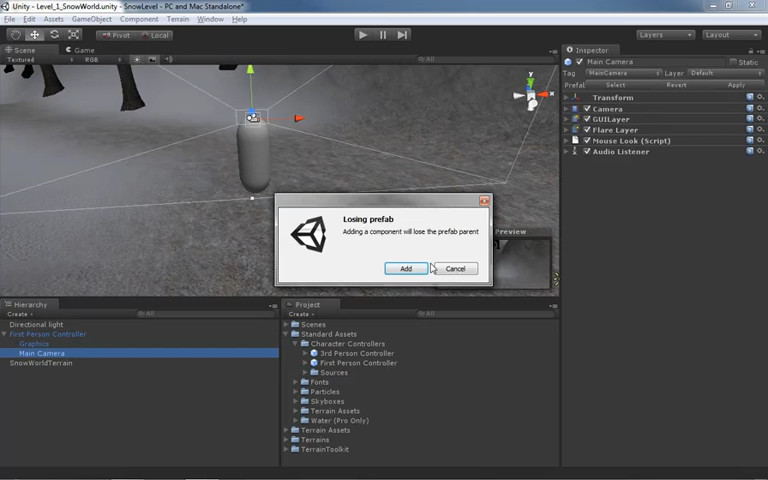 Unity - Level_1_SnowWorld.unity - SnowLevel - PC and Mac Standalone*
File Edit Assets GameObject Component Terrain Window Help
Pivot Local Layers Layout
Scene Game
Textured RGB All
y
x
Losing prefab
Adding a component will lose the prefab parent
Add Cancel
Preview
Inspector
Main Camera Static
Tag MainCamera Layer Default
Prefab Select Revert Apply
Transform
Camera
GUILayer
Flare Layer
Mouse Look (Script)
Audio Listener
Hierarchy
Create All
Directional light
First Person Controller
Graphics
Main Camera
SnowWorldTerrain
Project
Create All
Scenes
Standard Assets
Character Controllers
3rd Person Controller
First Person Controller
Sources
Fonts
Particles
Skyboxes
Terrain Assets
Water (Pro Only)
Terrain Assets
Terrains
TerrainToolkit